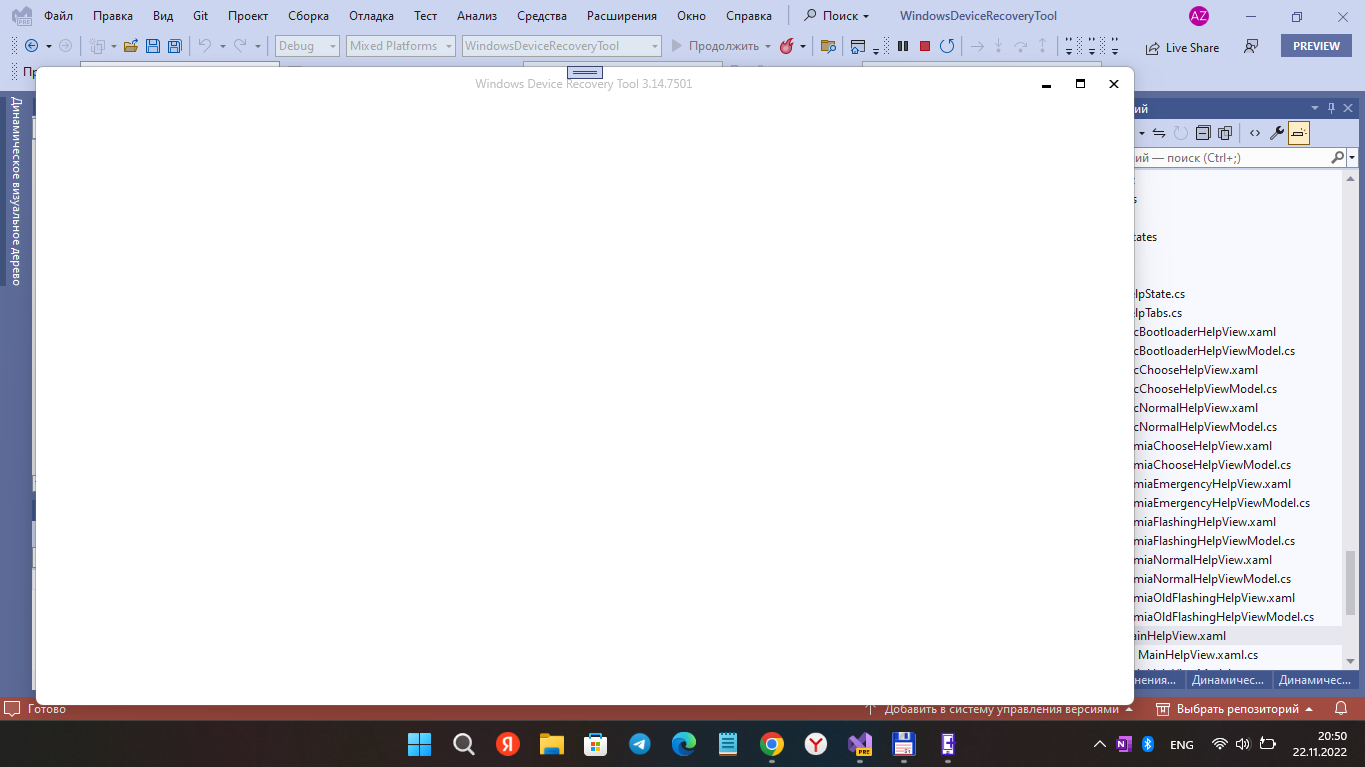 Файл Правка Вид Git Проект Сборка Отладка Тест Анализ Средства Расширения Окно Справка Поиск WindowsDeviceRecoveryTool AZ
Debug Mixed Platforms WindowsDeviceRecoveryTool Продолжить Live Share PREVIEW
Пр
Windows Device Recovery Tool 3.14.7501
Динамическое визуальное дерево
ий
ий — поиск (Ctrl+;)
s
tates
lpState.cs
lpTabs.cs
cBootloaderHelpView.xaml
cBootloaderHelpViewModel.cs
cChooseHelpView.xaml
cChooseHelpViewModel.cs
cNormalHelpView.xaml
cNormalHelpViewModel.cs
miaChooseHelpView.xaml
miaChooseHelpViewModel.cs
miaEmergencyHelpView.xaml
miaEmergencyHelpViewModel.cs
miaFlashingHelpView.xaml
miaFlashingHelpViewModel.cs
miaNormalHelpView.xaml
miaNormalHelpViewModel.cs
miaOldFlashingHelpView.xaml
miaOldFlashingHelpViewModel.cs
ainHelpView.xaml
MainHelpView.xaml.cs
нения... Динамичес... Динамичес...
Готово Добавить в систему управления версиями Выбрать репозиторий
ENG 20:50
22.11.2022